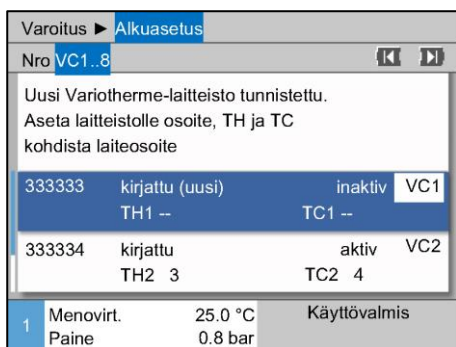 Varoitus ► Alkuasetus
Nro VC1..8
Uusi Variotherme-laitteisto tunnistettu.
Aseta laitteistolle osoite, TH ja TC
kohdista laiteosoite
333333 kirjattu (uusi) inaktiv VC1
TH1 -- TC1 --
333334 kirjattu aktiv VC2
TH2 3 TC2 4
1 Menovirt. 25.0 °C Käyttövalmis
Paine 0.8 bar